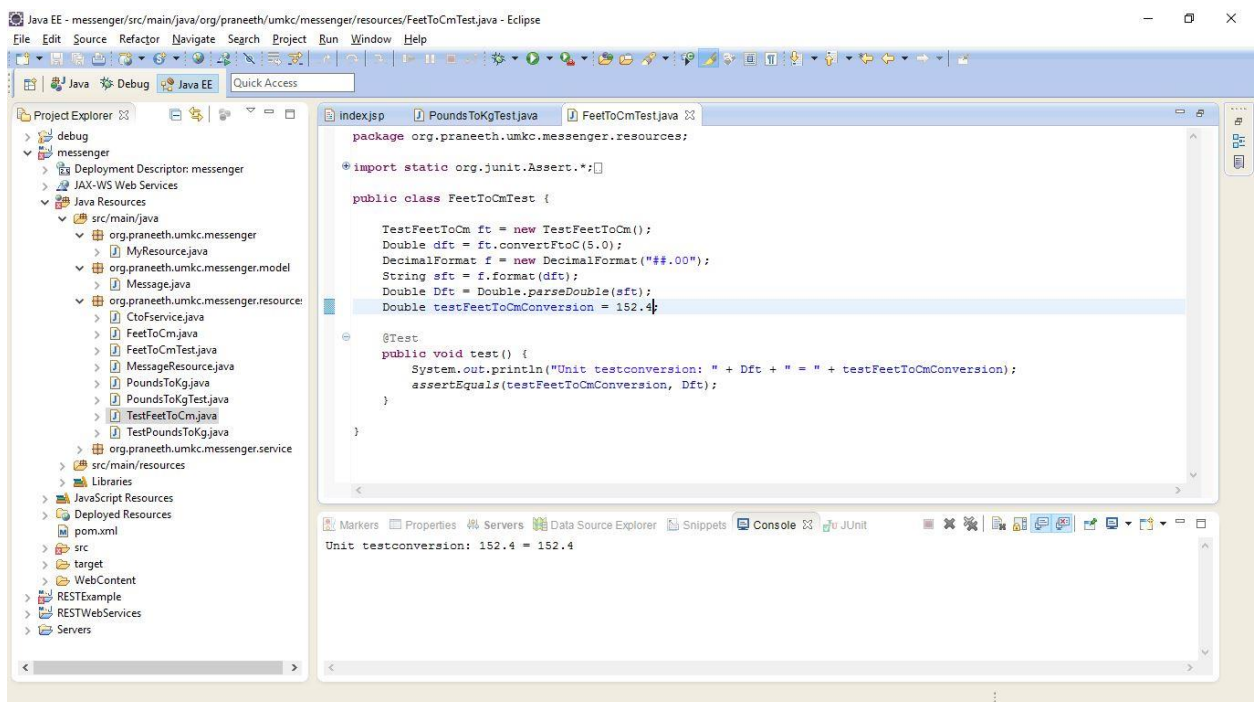 Java EE - messenger/src/main/java/org/praneeth/umkc/messenger/resources/FeetToCmTest.java - Eclipse
File Edit Source Refactor Navigate Search Project Run Window Help
Java Debug Java EE Quick Access
Project Explorer
debug
messenger
Deployment Descriptor: messenger
JAX-WS Web Services
Java Resources
src/main/java
org.praneeth.umkc.messenger
MyResource.java
org.praneeth.umkc.messenger.model
Message.java
org.praneeth.umkc.messenger.resources
CtoFservice.java
FeetToCm.java
FeetToCmTest.java
MessageResource.java
PoundsToKg.java
PoundsToKgTest.java
TestFeetToCm.java
TestPoundsToKg.java
org.praneeth.umkc.messenger.service
src/main/resources
Libraries
JavaScript Resources
Deployed Resources
pom.xml
src
target
WebContent
RESTExample
RESTWebServices
Servers
index.jsp PoundsToKgTest.java FeetToCmTest.java
package org.praneeth.umkc.messenger.resources;
import static org.junit.Assert.*;
public class FeetToCmTest {
TestFeetToCm ft = new TestFeetToCm();
Double dft = ft.convertFtoC(5.0);
DecimalFormat f = new DecimalFormat("##.00");
String sft = f.format(dft);
Double Dft = Double.parseDouble(sft);
Double testFeetToCmConversion = 152.4;
@Test
public void test() {
System.out.println("Unit testconversion: " + Dft + " = " + testFeetToCmConversion);
assertEquals(testFeetToCmConversion, Dft);
}
}
Markers Properties Servers Data Source Explorer Snippets Console JUnit
Unit testconversion: 152.4 = 152.4